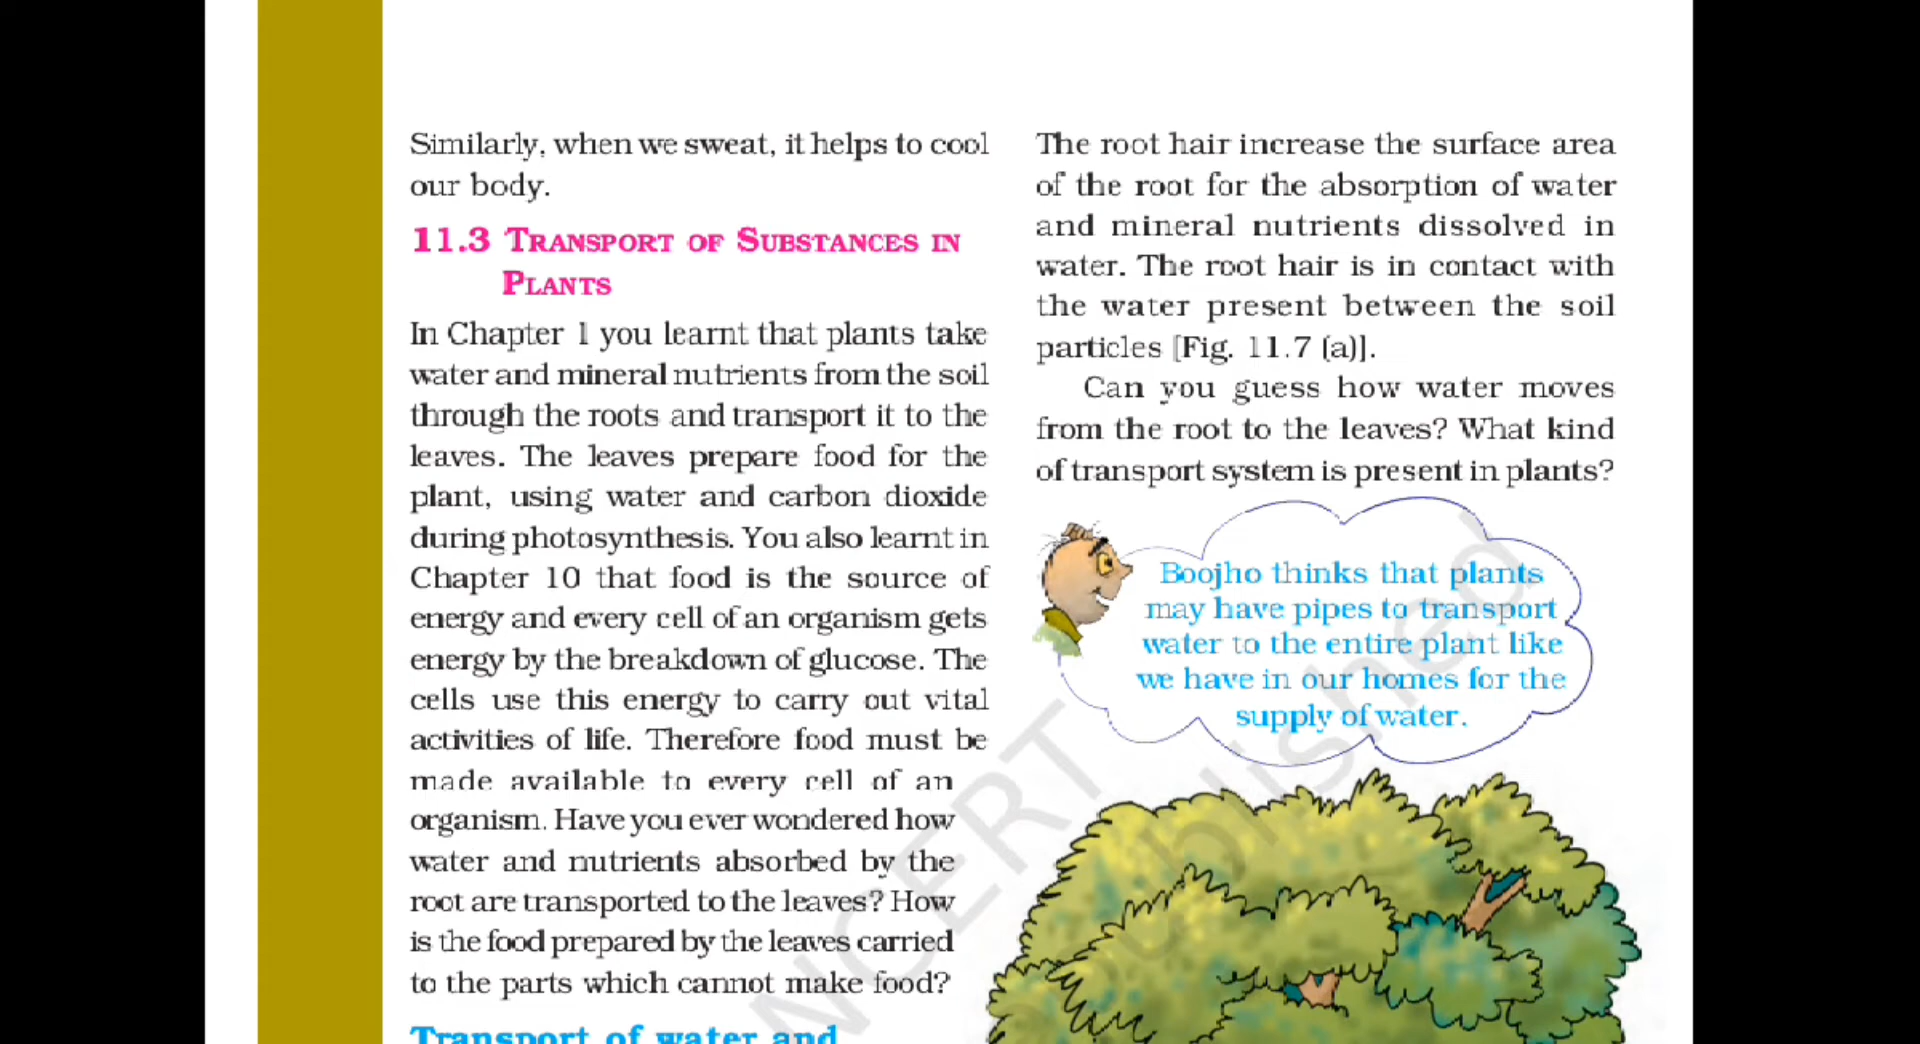 Similarly, when we sweat, it helps to cool
our body.
11.3 TRANSPORT OF SUBSTANCES IN
PLANTS
In Chapter 1 you learnt that plants take
water and mineral nutrients from the soil
through the roots and transport it to the
leaves. The leaves prepare food for the
plant, using water and carbon dioxide
during photosynthesis. You also learnt in
Chapter 10 that food is the source of
energy and every cell of an organism gets
energy by the breakdown of glucose. The
cells use this energy to carry out vital
activities of life. Therefore food must be
made available to every cell of an
organism. Have you ever wondered how
water and nutrients absorbed by the
root are transported to the leaves? How
is the food prepared by the leaves carried
to the parts which cannot make food?
Transport of water and
The root hair increase the surface area
of the root for the absorption of water
and mineral nutrients dissolved in
water. The root hair is in contact with
the water present between the soil
particles [Fig. 11.7 (a)].
Can you guess how water moves
from the root to the leaves? What kind
of transport system is present in plants?
Boojho thinks that plants
may have pipes to transport
water to the entire plant like
we have in our homes for the
supply of water.
NCERT
published